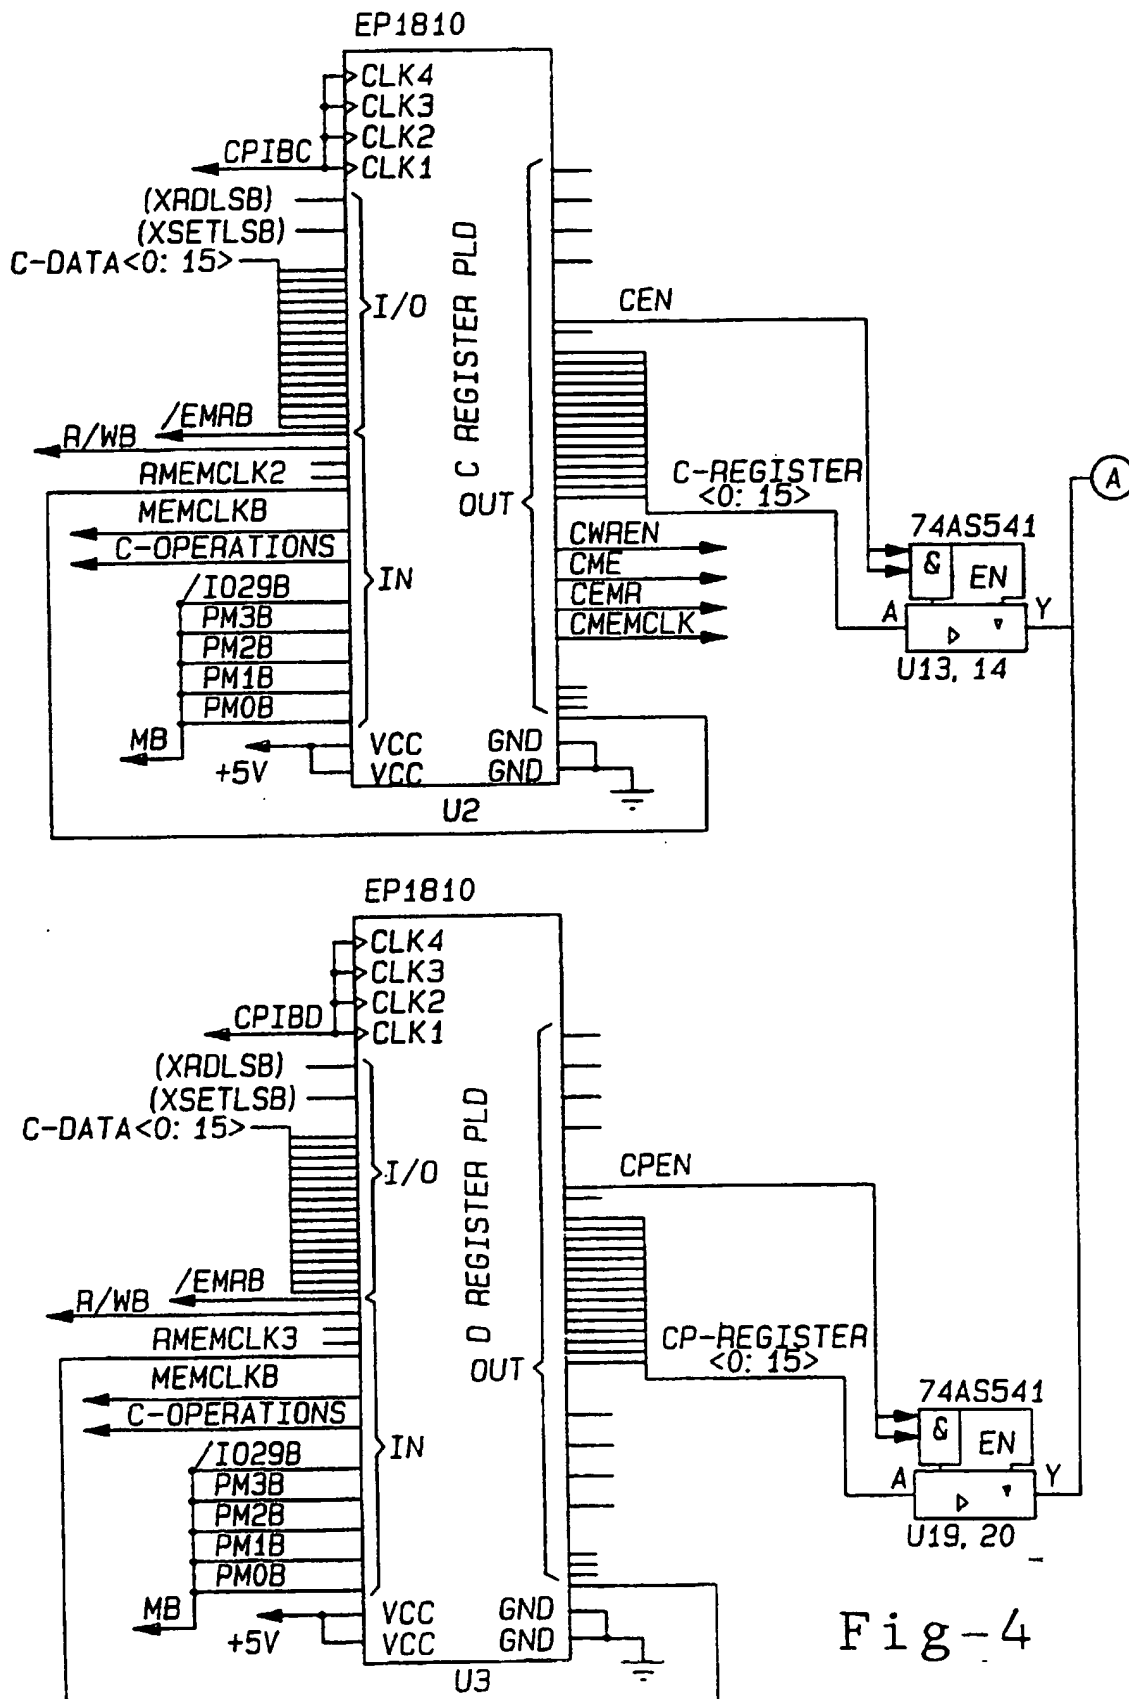 EP1810
CLK4
CLK3
CLK2
CPIBC CLK1
(XRDLSB)
(XSETLSB)
C-DATA<0: 15>
I/O
C REGISTER PLD
CEN
/EMRB
R/WB
RMEMCLK2
MEMCLKB
C-OPERATIONS
OUT
C-REGISTER
<0: 15>
A
74AS541
& EN
A Y
U13, 14
CWREN
CME
CEMR
CMEMCLK
/IO29B
IN
PM3B
PM2B
PM1B
PM0B
MB
+5V
VCC GND
VCC GND
U2
EP1810
CLK4
CLK3
CLK2
CPIBD CLK1
(XRDLSB)
(XSETLSB)
C-DATA<0: 15>
I/O
D REGISTER PLD
CPEN
/EMRB
R/WB
RMEMCLK3
MEMCLKB
C-OPERATIONS
OUT
CP-REGISTER
<0: 15>
74AS541
& EN
A Y
U19, 20
/IO29B
IN
PM3B
PM2B
PM1B
PM0B
MB
+5V
VCC GND
VCC GND
U3
Fig-4